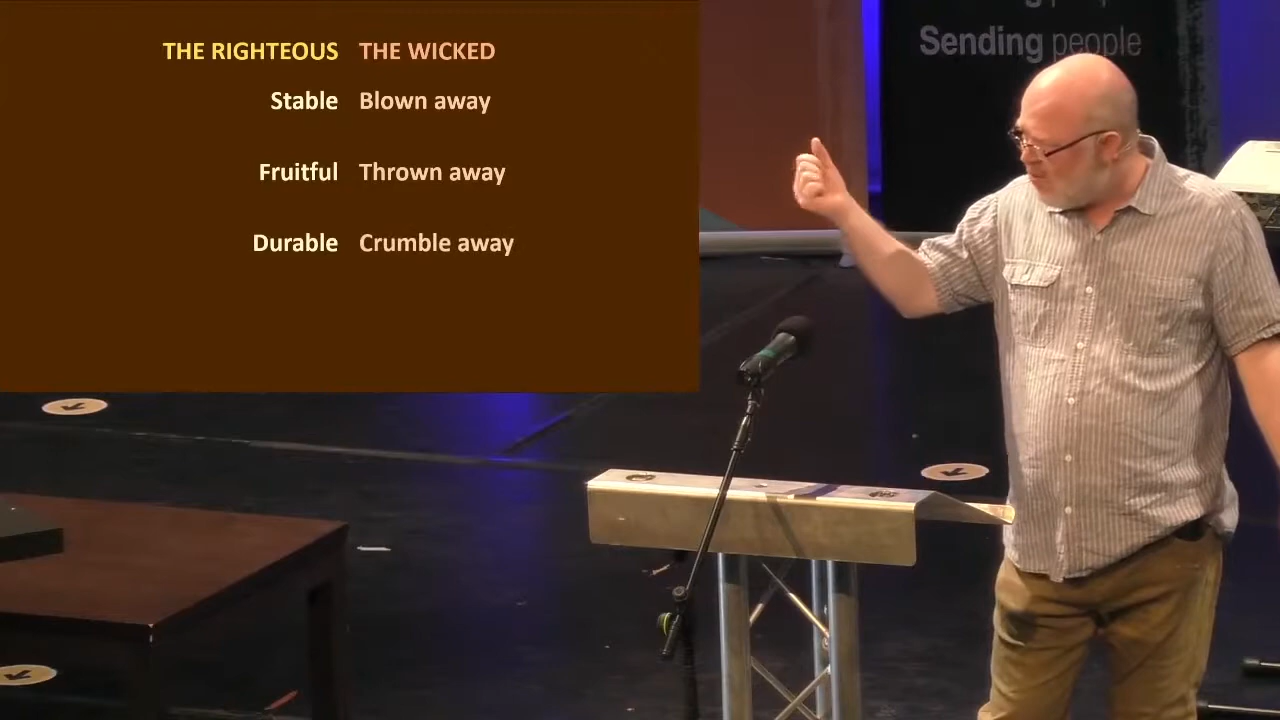 THE RIGHTEOUS THE WICKED
Stable Blown away
Fruitful Thrown away
Durable Crumble away
Sending people